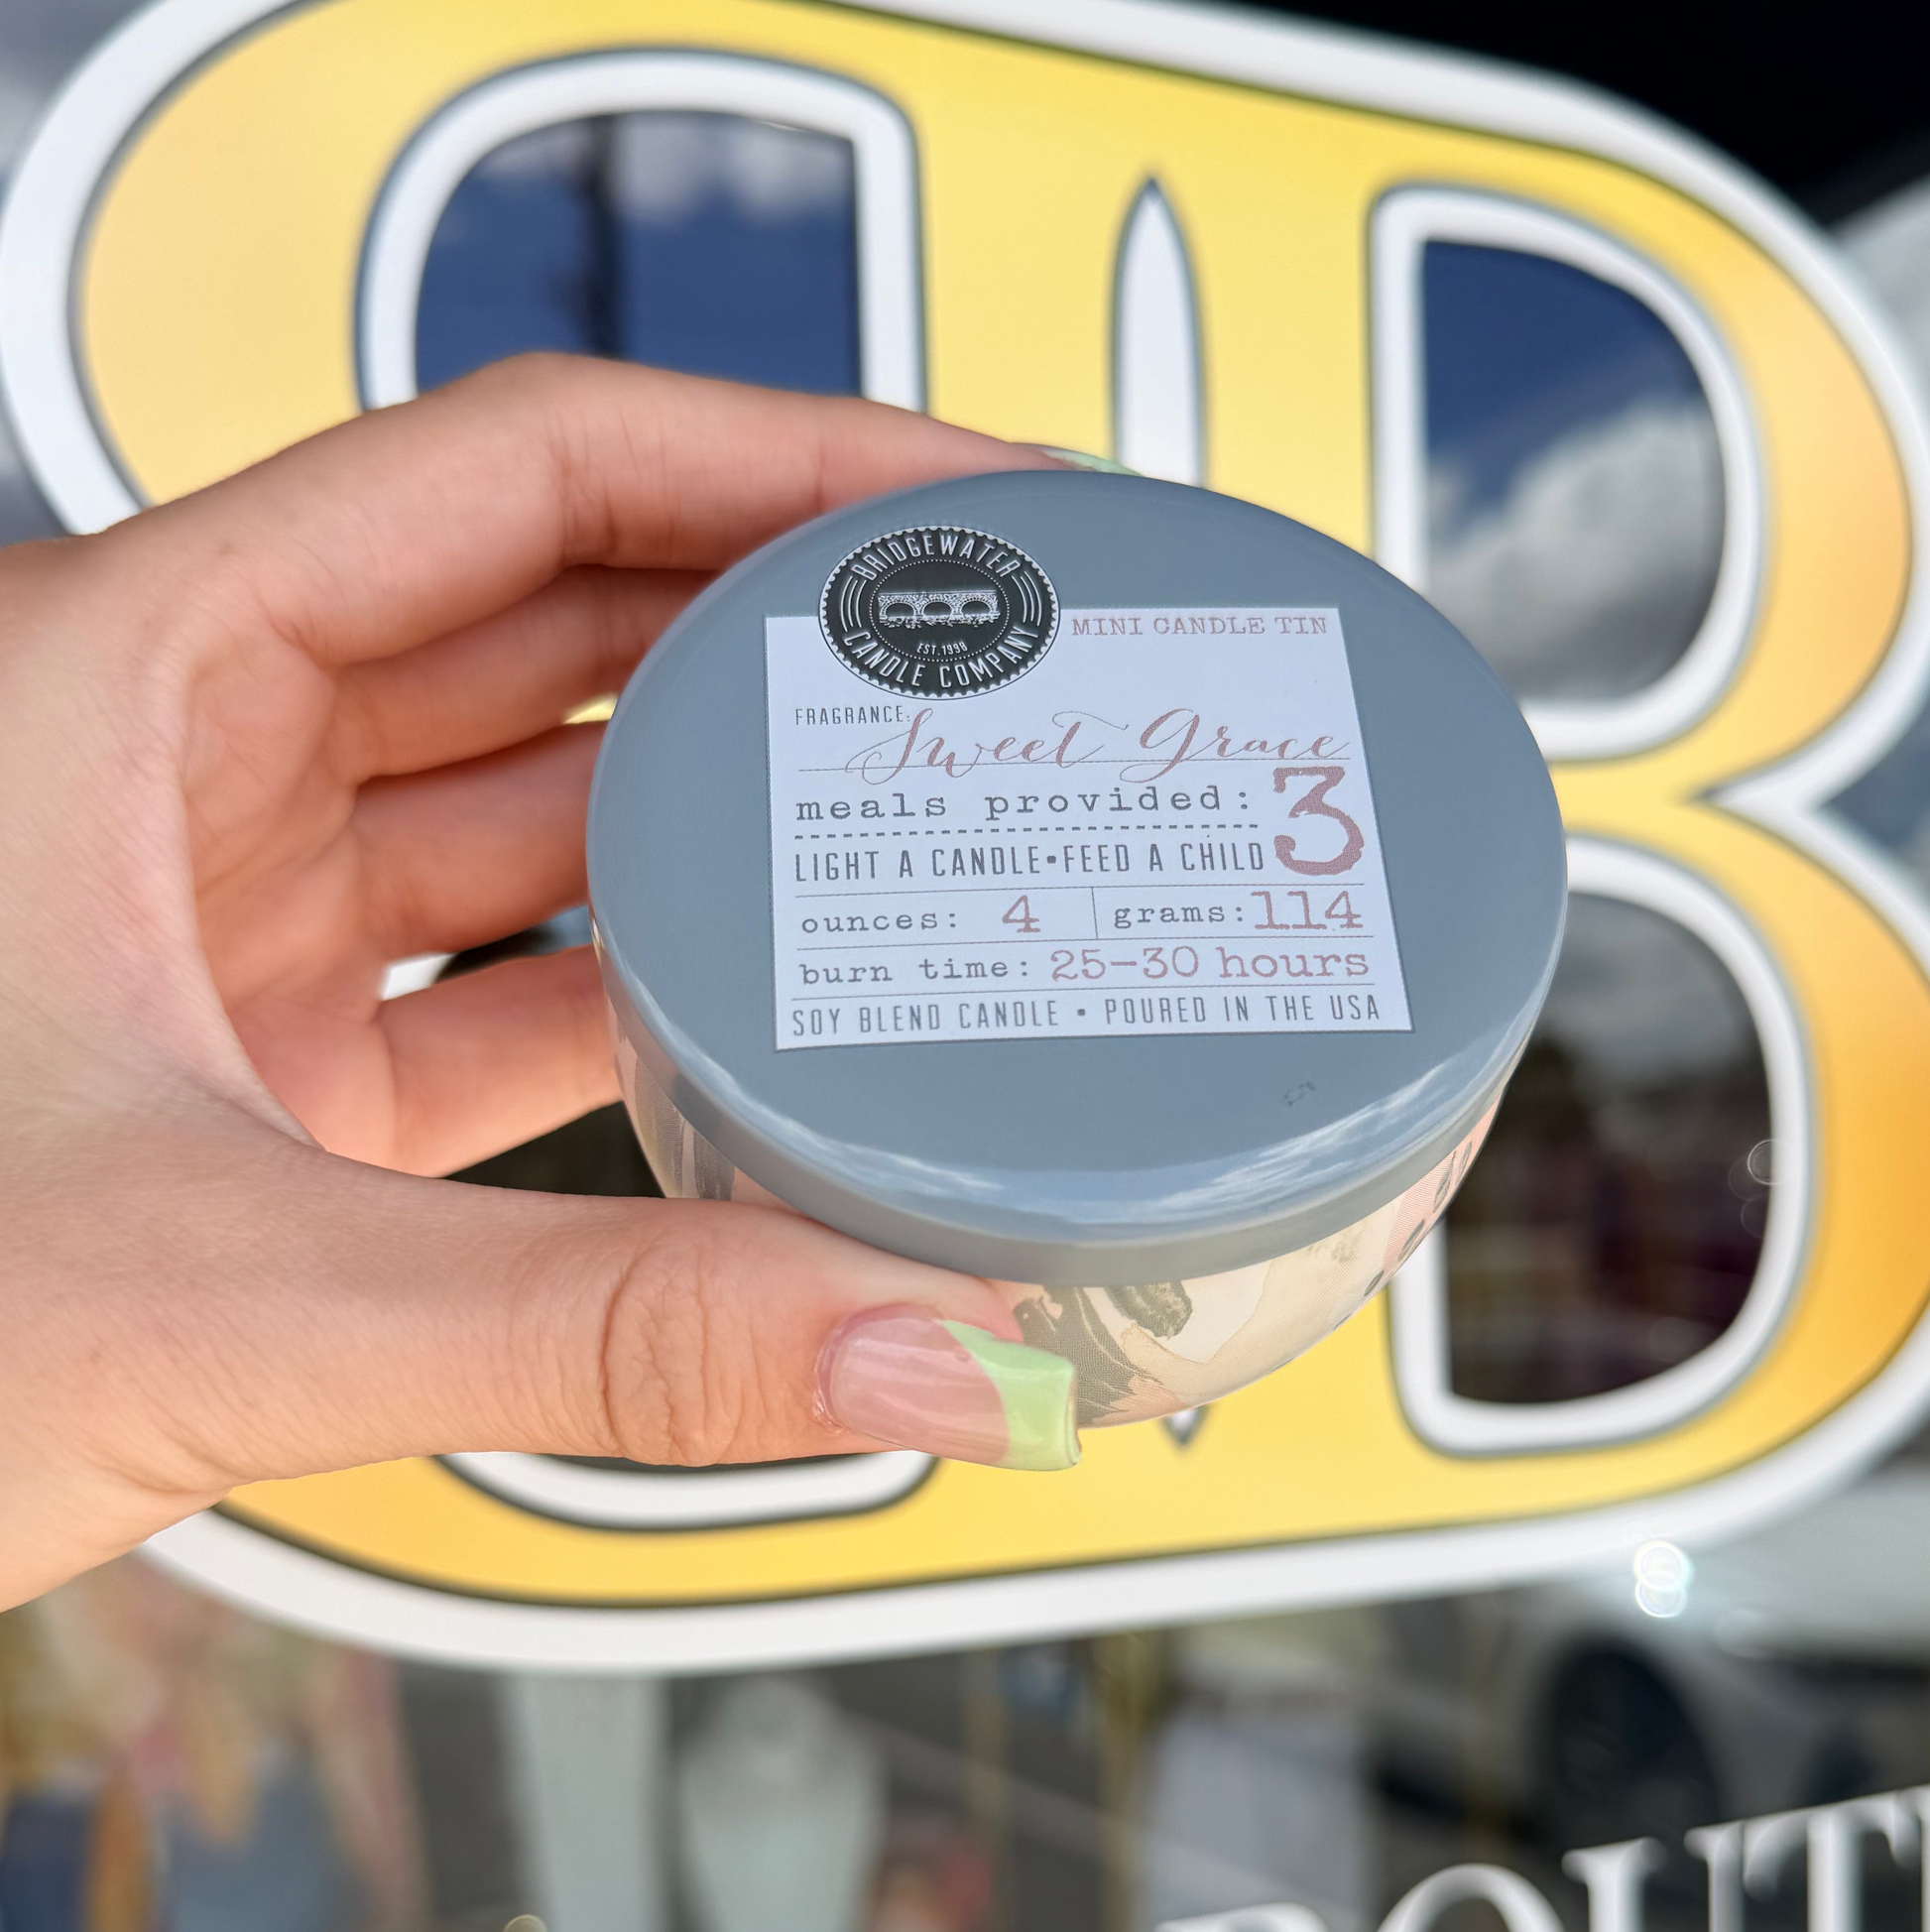 BRIDGEWATER
EST. 1998
CANDLE COMPANY
MINI CANDLE TIN
FRAGRANCE: Sweet Grace
meals provided: 3
LIGHT A CANDLE•FEED A CHILD
ounces: 4 grams: 114
burn time: 25-30 hours
SOY BLEND CANDLE • POURED IN THE USA